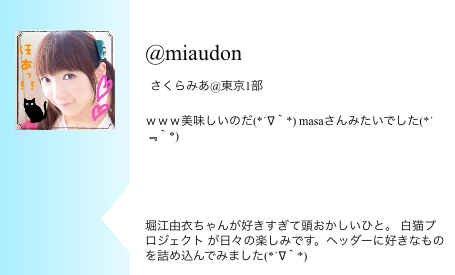 ほぁっ!!
@miaudon
さくらみあ@東京1部
ｗｗｗ美味しいのだ(*´∇｀*) masaさんみたいでした(*´
﹃｀*)
堀江由衣ちゃんが好きすぎて頭おかしいひと。 白猫プ
ロジェクト が日々の楽しみです。ヘッダーに好きなもの
を詰め込んでみました(*´∇｀*)